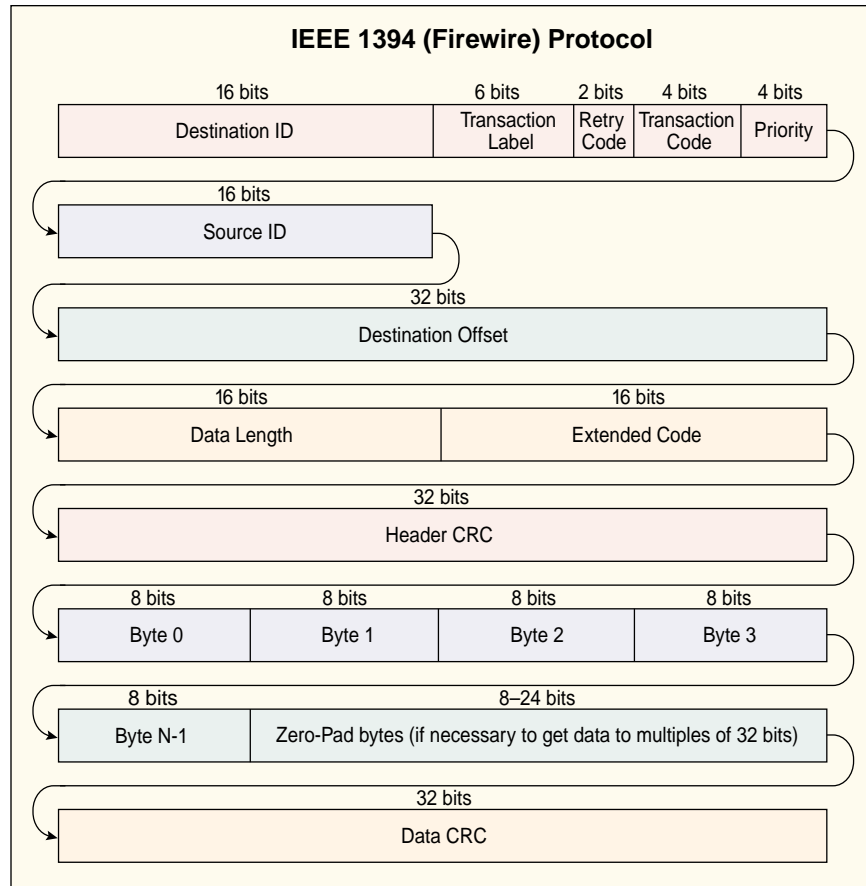 IEEE 1394 (Firewire) Protocol
16 bits 6 bits 2 bits 4 bits 4 bits
Destination ID
Transaction Label
Retry Code
Transaction Code
Priority
16 bits
Source ID
32 bits
Destination Offset
16 bits 16 bits
Data Length Extended Code
32 bits
Header CRC
8 bits 8 bits 8 bits 8 bits
Byte 0 Byte 1 Byte 2 Byte 3
8 bits 8–24 bits
Byte N-1 Zero-Pad bytes (if necessary to get data to multiples of 32 bits)
32 bits
Data CRC